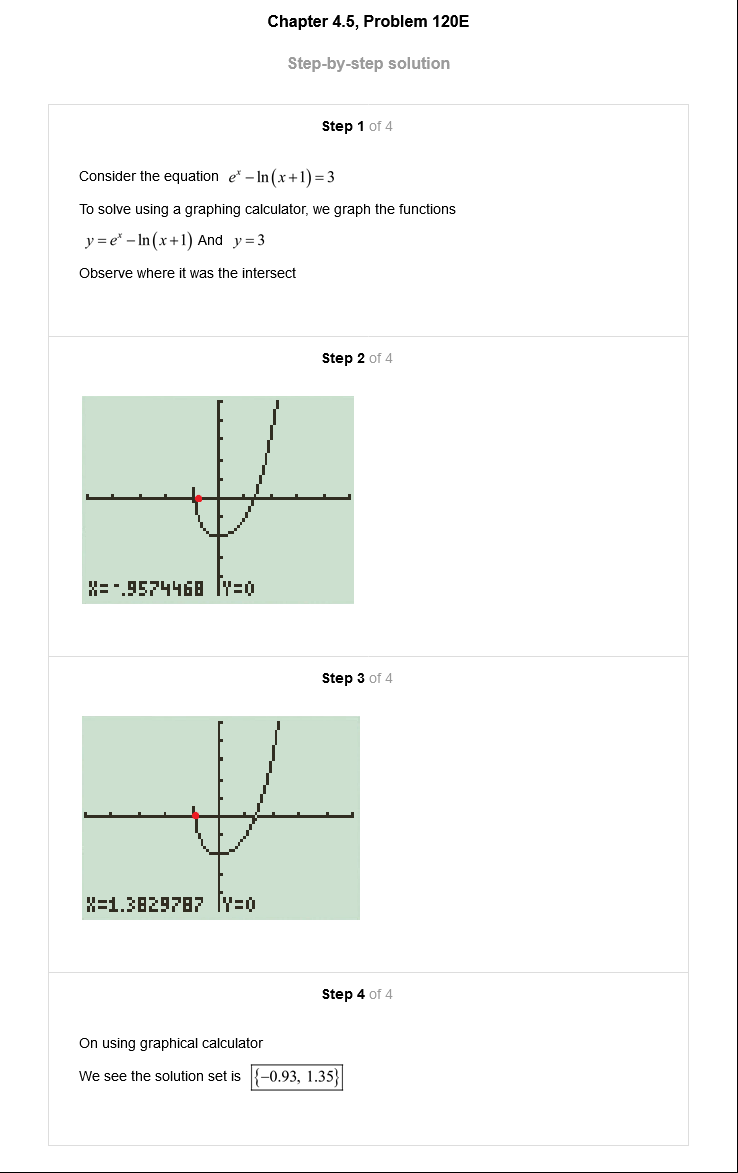 Chapter 4.5, Problem 120E
Step-by-step solution
Step 1 of 4
Consider the equation eˣ − ln(x+1) = 3
To solve using a graphing calculator, we graph the functions
y = eˣ − ln(x+1) And y = 3
Observe where it was the intersect
Step 2 of 4
X=-.9574468 Y=0
Step 3 of 4
X=1.3829787 Y=0
Step 4 of 4
On using graphical calculator
We see the solution set is {−0.93, 1.35}